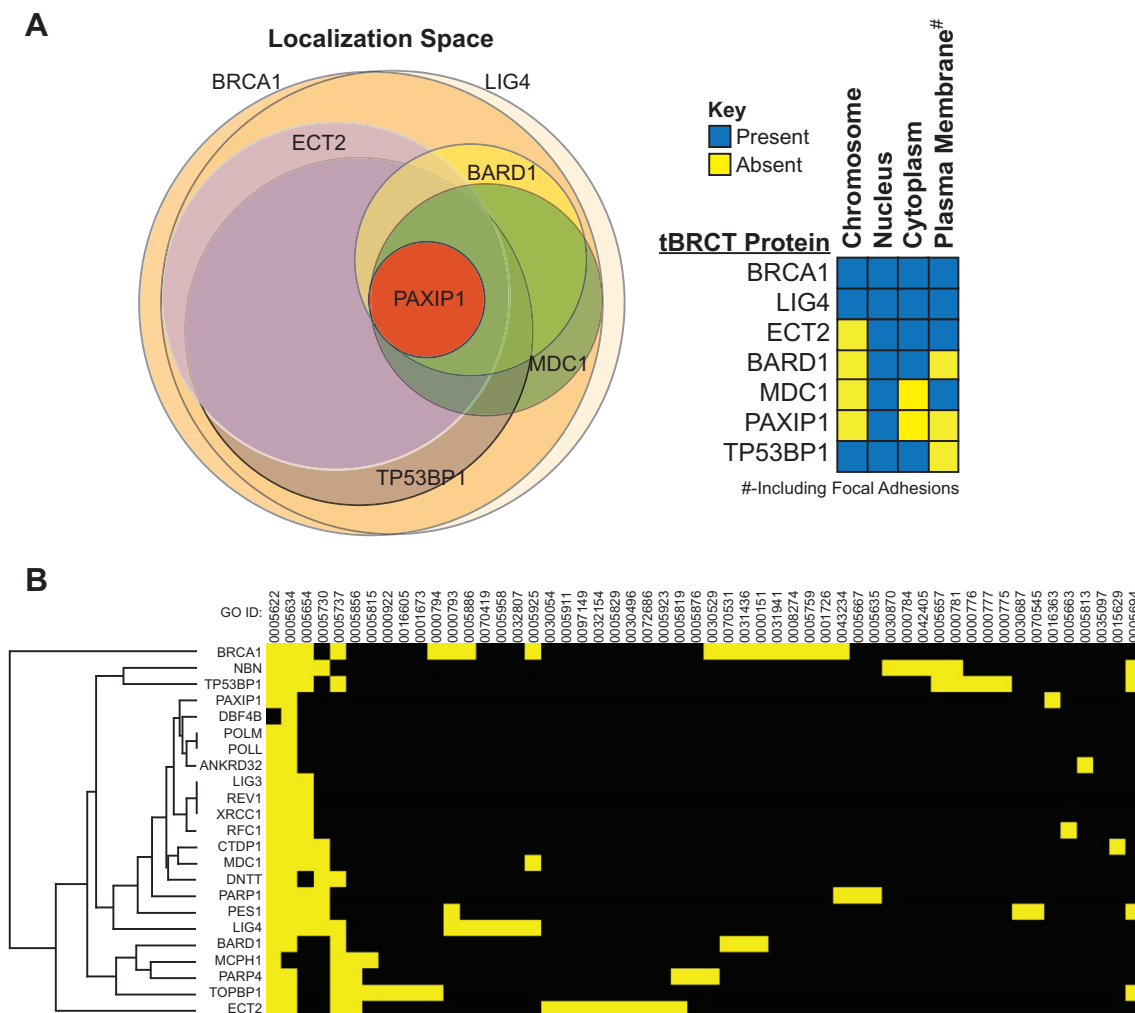 A
Localization Space
BRCA1
LIG4
ECT2
BARD1
PAXIP1
MDC1
TP53BP1
Key
Present
Absent
Chromosome
Nucleus
Cytoplasm
Plasma Membrane#
tBRCT Protein
BRCA1
LIG4
ECT2
BARD1
MDC1
PAXIP1
TP53BP1
#-Including Focal Adhesions
B
GO ID:
0005622
0005634
0005654
0005730
0005737
0005856
0005815
0000922
0016605
0001673
0000794
0000793
0005886
0070419
0005958
0032807
0005925
0030054
0005911
0097149
0032154
0005829
0030496
0072686
0005923
0005819
0005876
0030529
0070531
0031436
0000151
0031941
0008274
0005759
0001726
0043234
0005667
0005635
0030870
0000784
0042405
0005657
0000781
0000776
0000777
0000775
0030687
0070545
0016363
0005663
0005813
0035097
0015629
0005694
BRCA1
NBN
TP53BP1
PAXIP1
DBF4B
POLM
POLL
ANKRD32
LIG3
REV1
XRCC1
RFC1
CTDP1
MDC1
DNTT
PARP1
PES1
LIG4
BARD1
MCPH1
PARP4
TOPBP1
ECT2